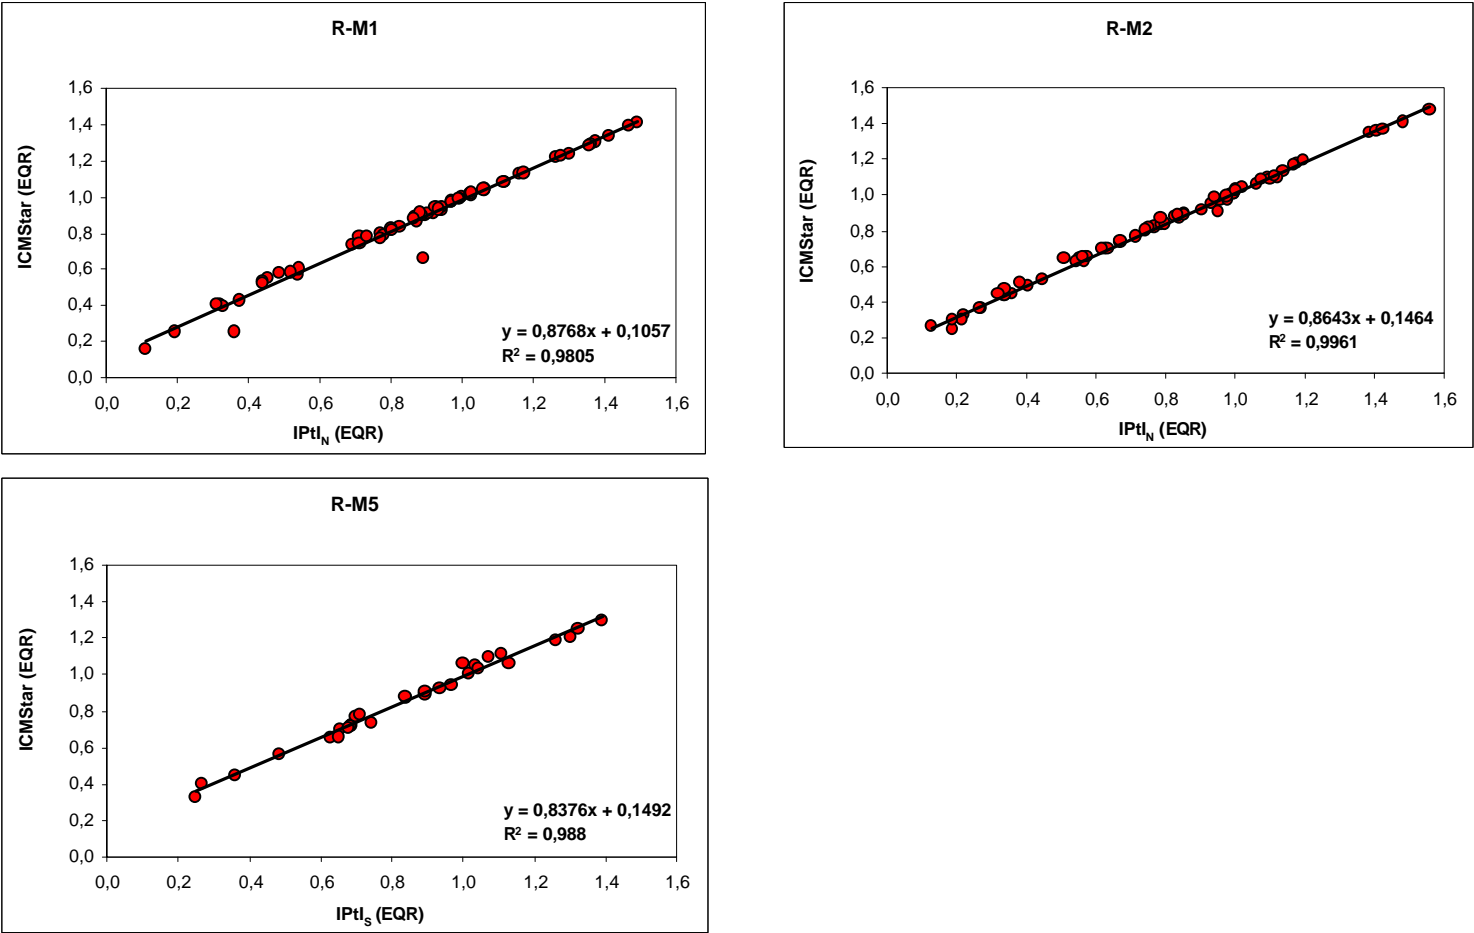 R-M1
1,6
1,4
1,2
1,0
0,8
0,6
0,4
0,2
0,0
ICMStar (EQR)
y = 0,8768x + 0,1057
R² = 0,9805
0,0 0,2 0,4 0,6 0,8 1,0 1,2 1,4 1,6
IPtI_N (EQR)
R-M2
1,6
1,4
1,2
1,0
0,8
0,6
0,4
0,2
0,0
ICMStar (EQR)
y = 0,8643x + 0,1464
R² = 0,9961
0,0 0,2 0,4 0,6 0,8 1,0 1,2 1,4 1,6
IPtI_N (EQR)
R-M5
1,6
1,4
1,2
1,0
0,8
0,6
0,4
0,2
0,0
ICMStar (EQR)
y = 0,8376x + 0,1492
R² = 0,988
0,0 0,2 0,4 0,6 0,8 1,0 1,2 1,4 1,6
IPtI_S (EQR)